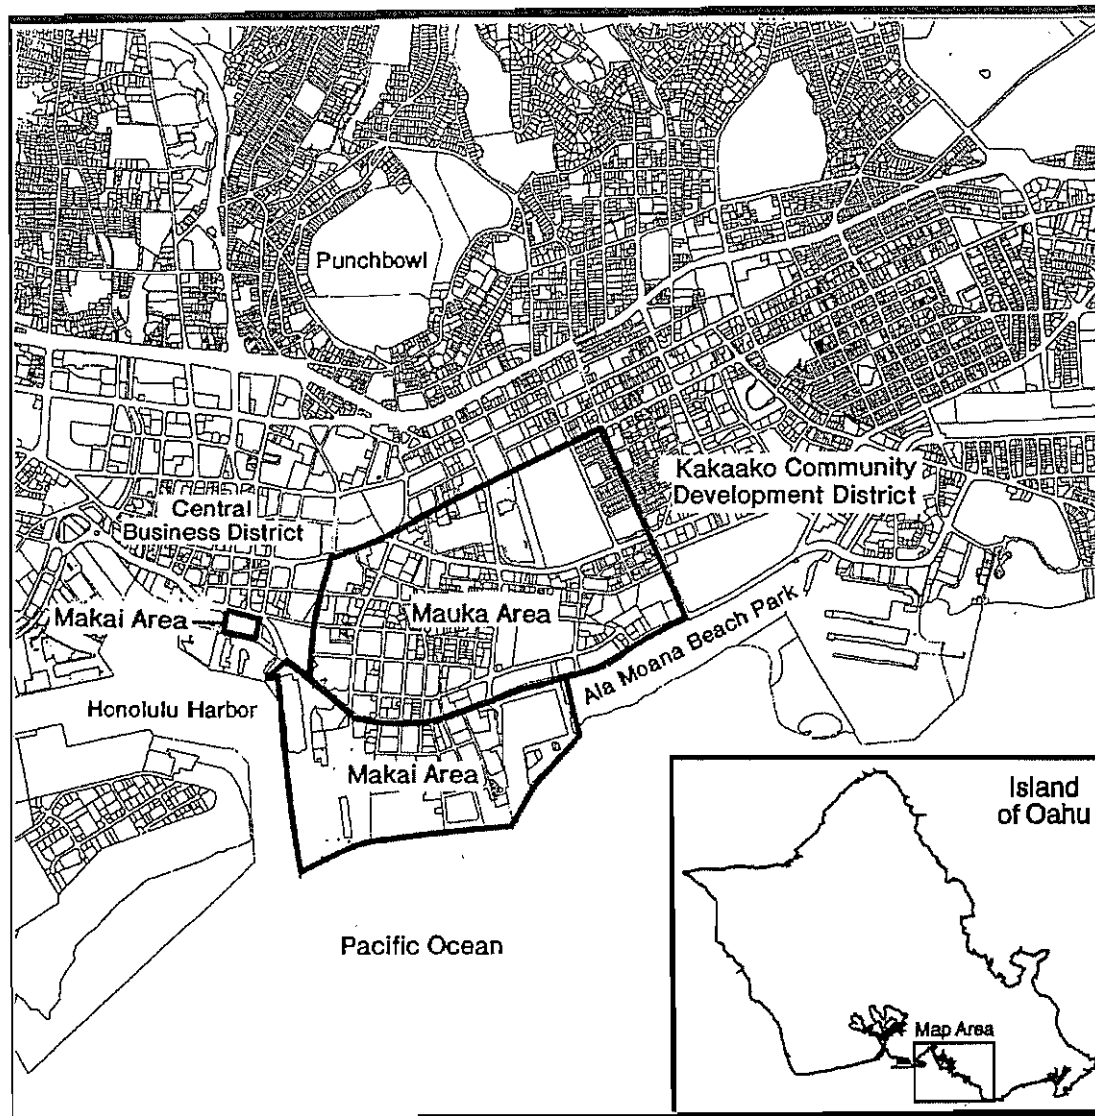 Punchbowl
Kakaako Community
Development District
Central
Business District
Makai Area
Mauka Area
Ala Moana Beach Park
Honolulu Harbor
Makai Area
Island
of Oahu
Pacific Ocean
Map Area